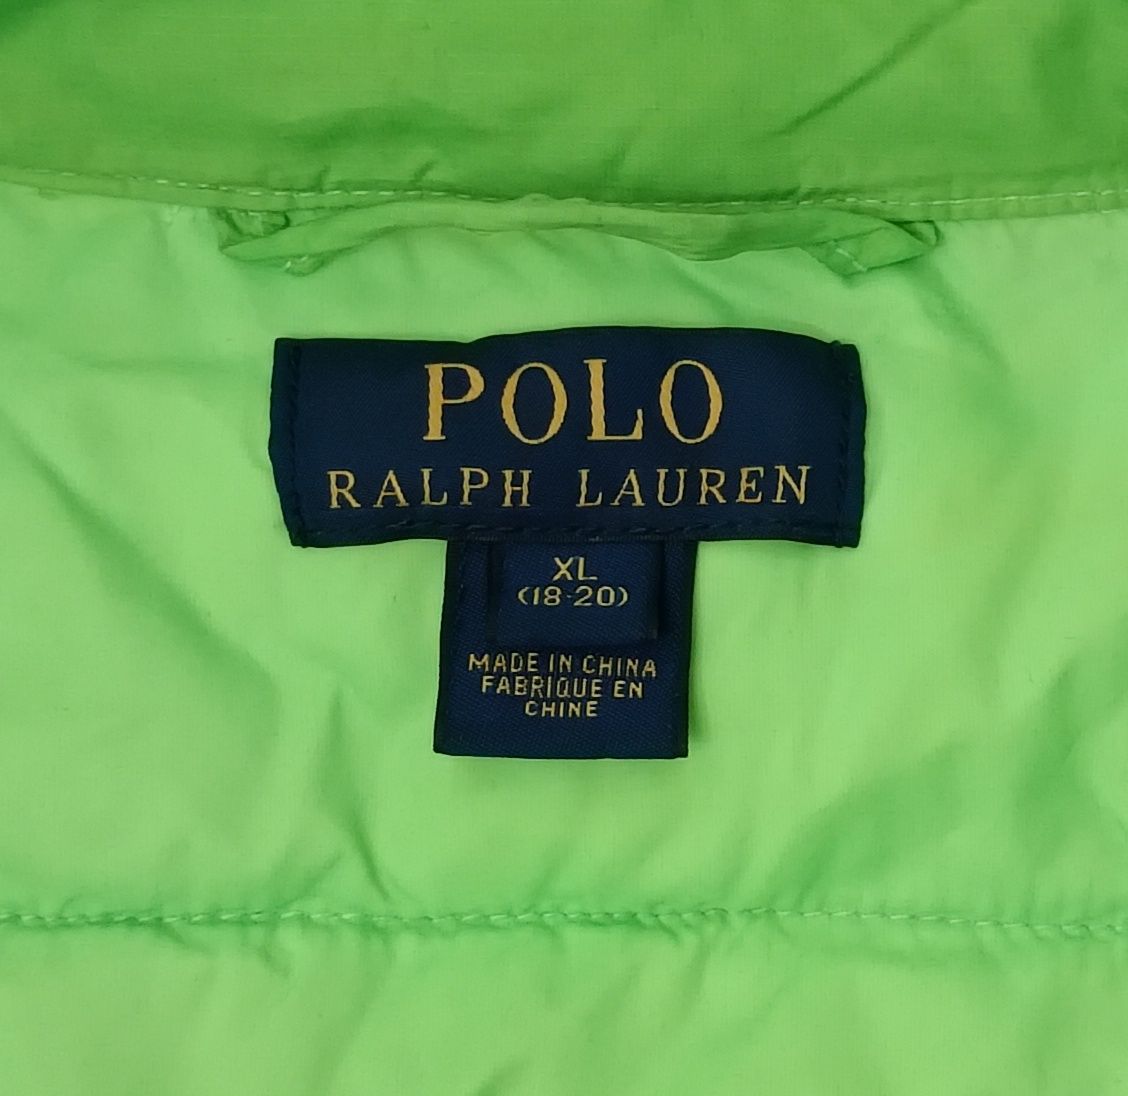 POLO
RALPH LAUREN
XL
(18-20)
MADE IN CHINA
FABRIQUE EN
CHINE